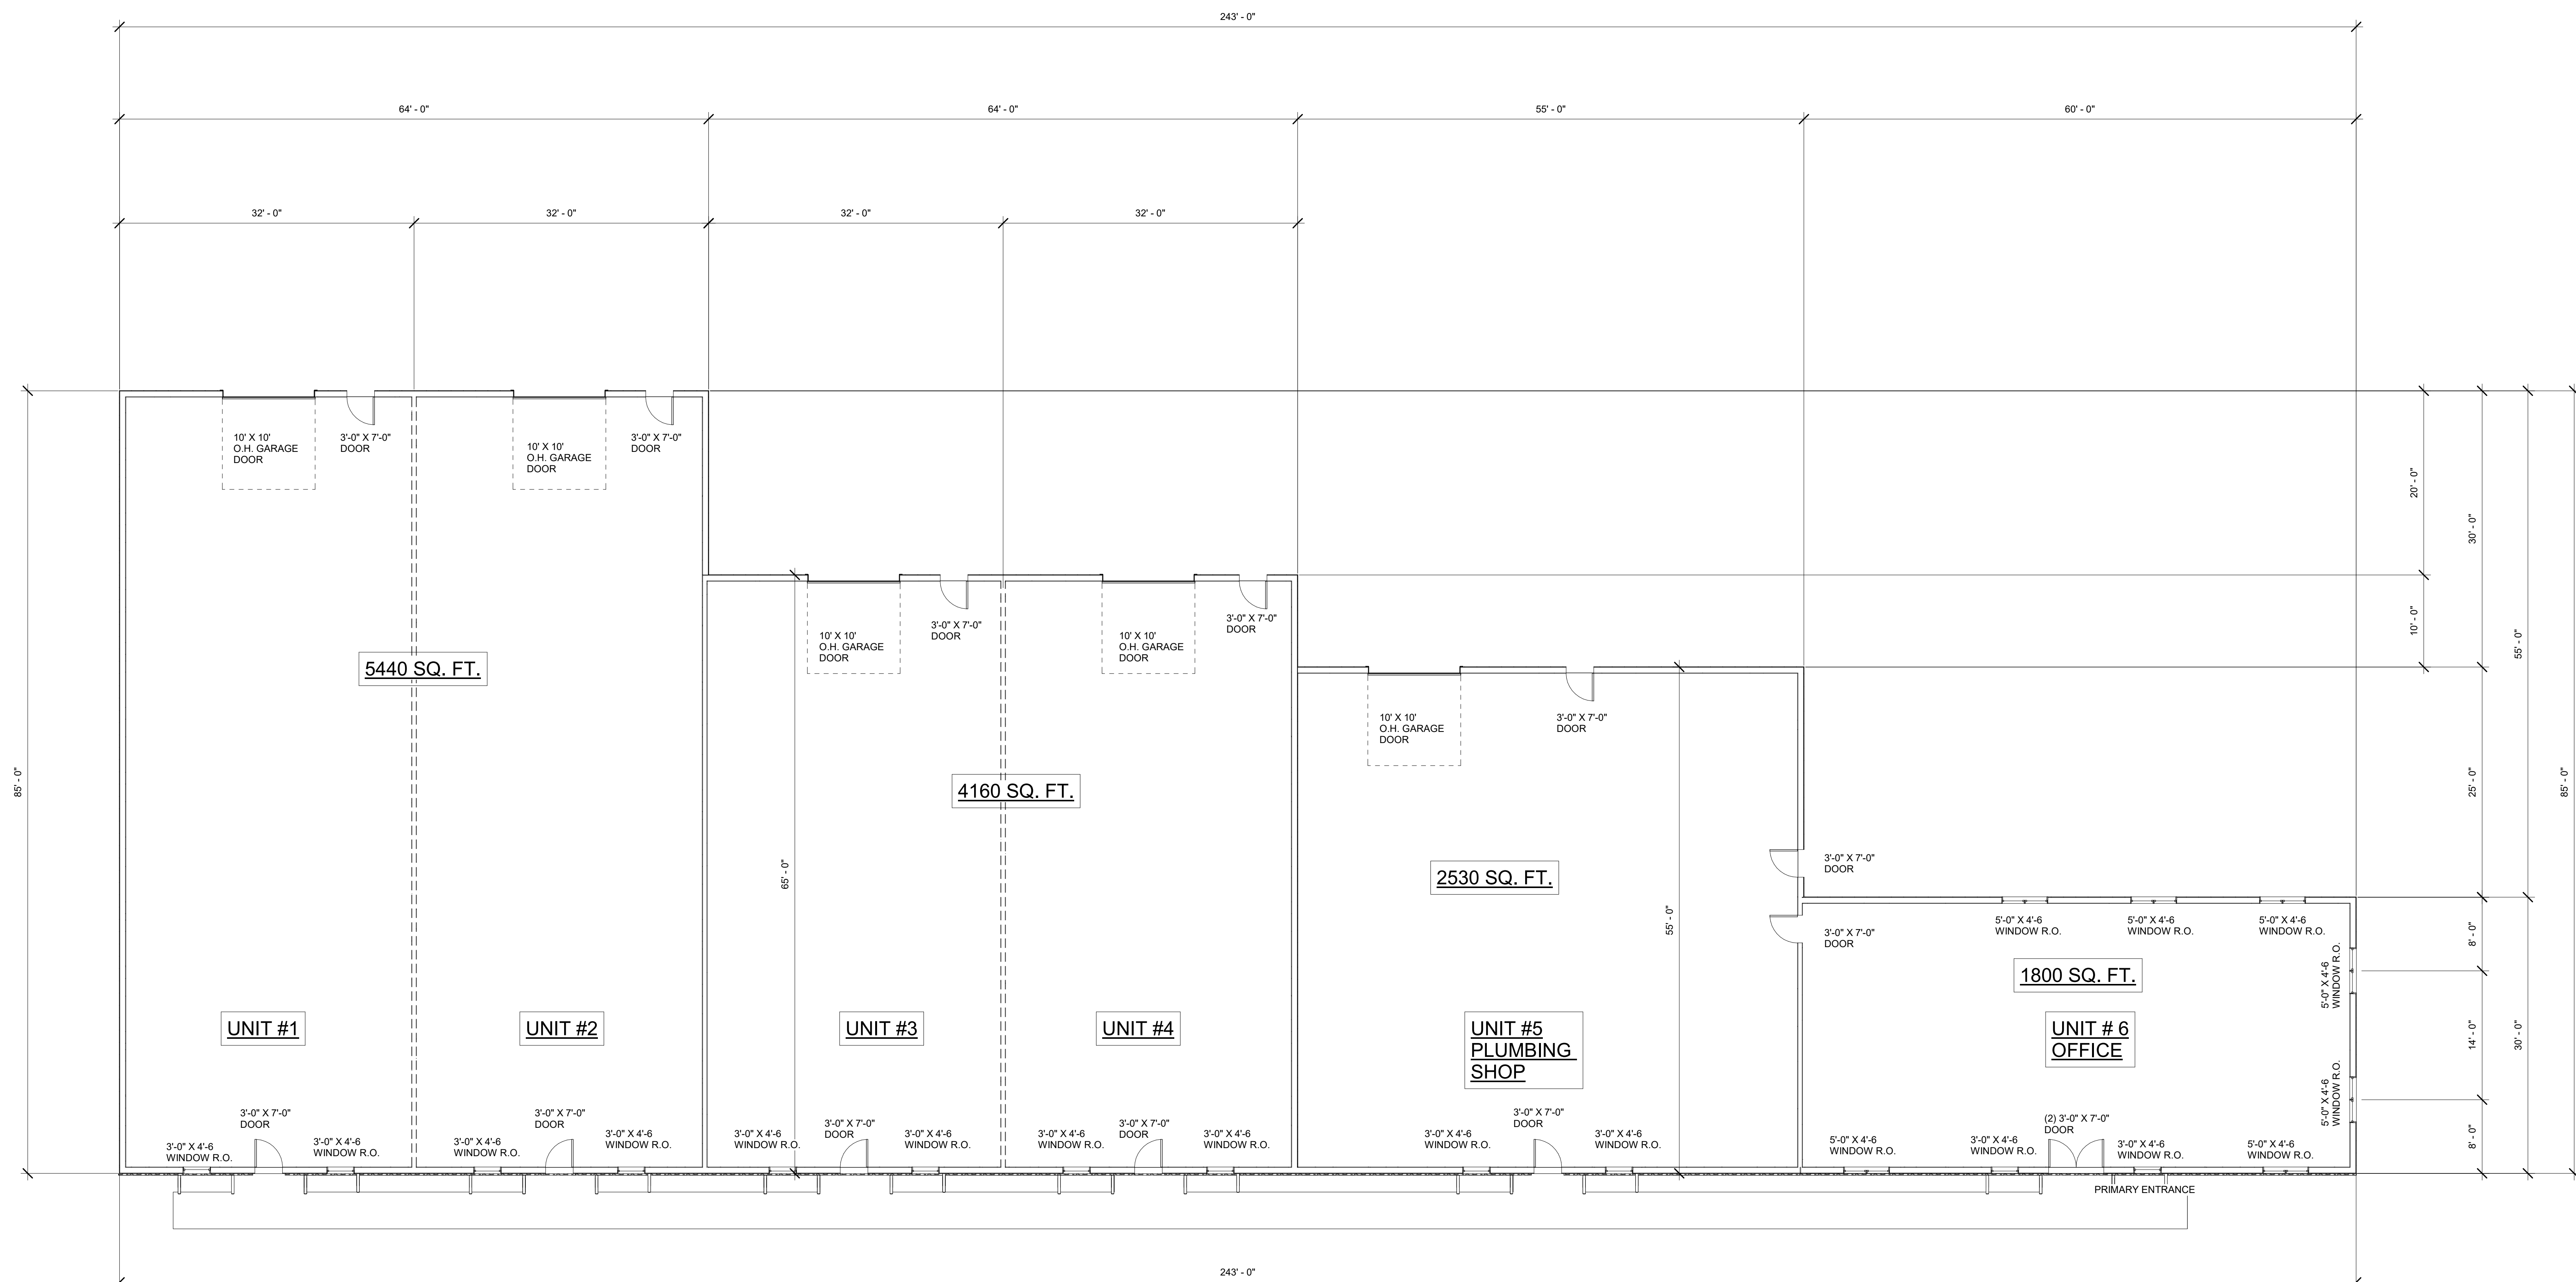 243' - 0"
64' - 0"
64' - 0"
55' - 0"
60' - 0"
32' - 0"
32' - 0"
32' - 0"
32' - 0"
10' X 10'
O.H. GARAGE
DOOR
3'-0" X 7'-0"
DOOR
10' X 10'
O.H. GARAGE
DOOR
3'-0" X 7'-0"
DOOR
20' - 0"
30' - 0"
10' X 10'
O.H. GARAGE
DOOR
3'-0" X 7'-0"
DOOR
10' X 10'
O.H. GARAGE
DOOR
3'-0" X 7'-0"
DOOR
10' - 0"
55' - 0"
5440 SQ. FT.
10' X 10'
O.H. GARAGE
DOOR
3'-0" X 7'-0"
DOOR
85' - 0"
4160 SQ. FT.
25' - 0"
85' - 0"
65' - 0"
2530 SQ. FT.
55' - 0"
3'-0" X 7'-0"
DOOR
3'-0" X 7'-0"
DOOR
5'-0" X 4'-6
WINDOW R.O.
5'-0" X 4'-6
WINDOW R.O.
5'-0" X 4'-6
WINDOW R.O.
8' - 0"
1800 SQ. FT.
5'-0" X 4'-6
WINDOW R.O.
UNIT #1
UNIT #2
UNIT #3
UNIT #4
UNIT #5
PLUMBING
SHOP
UNIT # 6
OFFICE
14' - 0"
30' - 0"
5'-0" X 4'-6
WINDOW R.O.
8' - 0"
3'-0" X 4'-6
WINDOW R.O.
3'-0" X 7'-0"
DOOR
3'-0" X 4'-6
WINDOW R.O.
3'-0" X 4'-6
WINDOW R.O.
3'-0" X 7'-0"
DOOR
3'-0" X 4'-6
WINDOW R.O.
3'-0" X 4'-6
WINDOW R.O.
3'-0" X 7'-0"
DOOR
3'-0" X 4'-6
WINDOW R.O.
3'-0" X 4'-6
WINDOW R.O.
3'-0" X 7'-0"
DOOR
3'-0" X 4'-6
WINDOW R.O.
3'-0" X 4'-6
WINDOW R.O.
3'-0" X 7'-0"
DOOR
3'-0" X 4'-6
WINDOW R.O.
5'-0" X 4'-6
WINDOW R.O.
3'-0" X 4'-6
WINDOW R.O.
(2) 3'-0" X 7'-0"
DOOR
3'-0" X 4'-6
WINDOW R.O.
5'-0" X 4'-6
WINDOW R.O.
PRIMARY ENTRANCE
243' - 0"